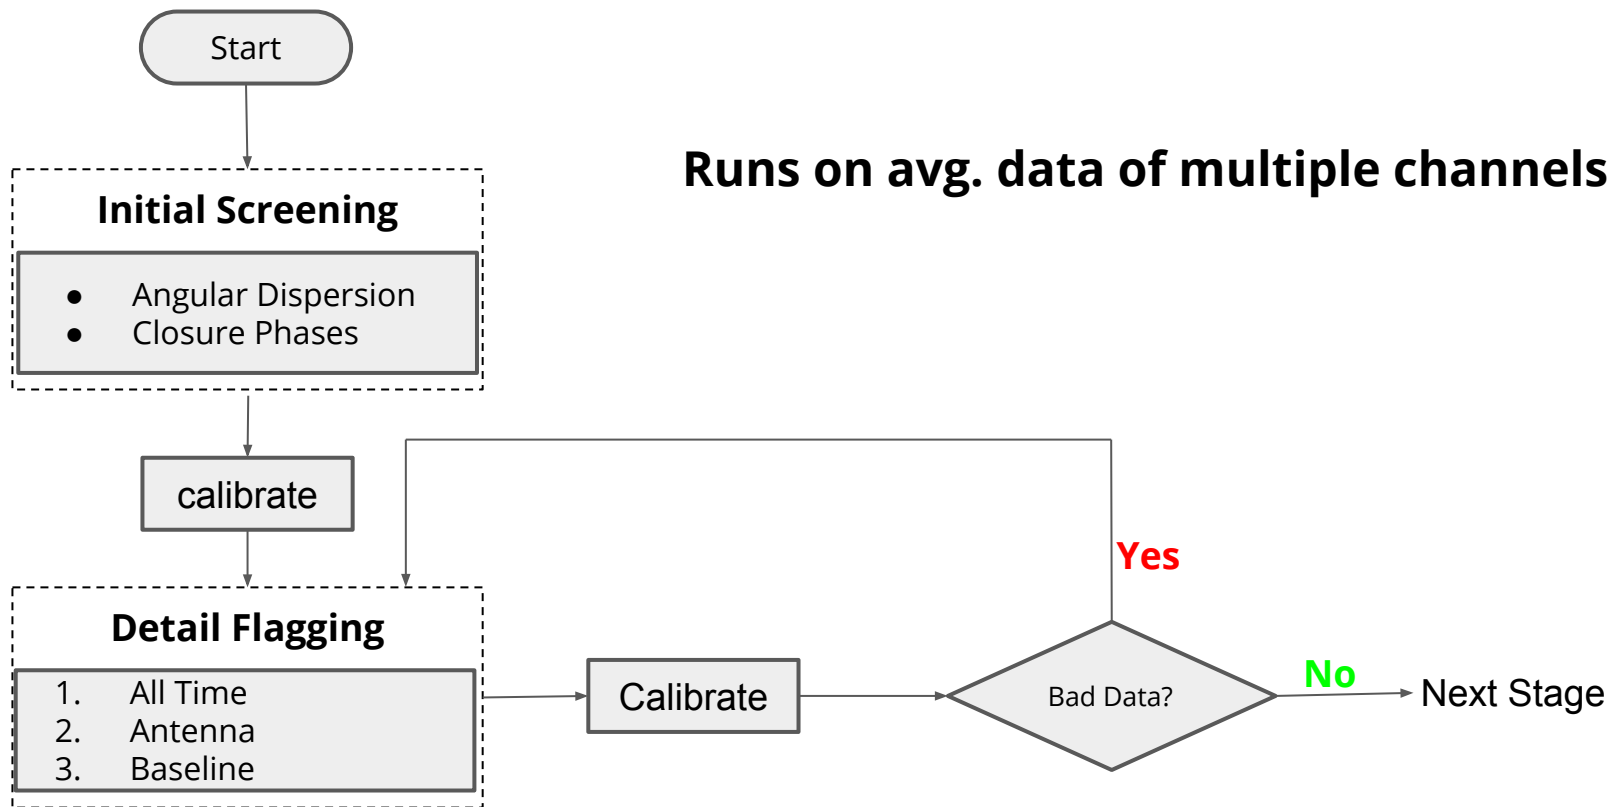 Start
Runs on avg. data of multiple channels
Initial Screening
● Angular Dispersion
● Closure Phases
calibrate
Yes
Detail Flagging
1. All Time
2. Antenna
3. Baseline
Calibrate
Bad Data?
No
Next Stage